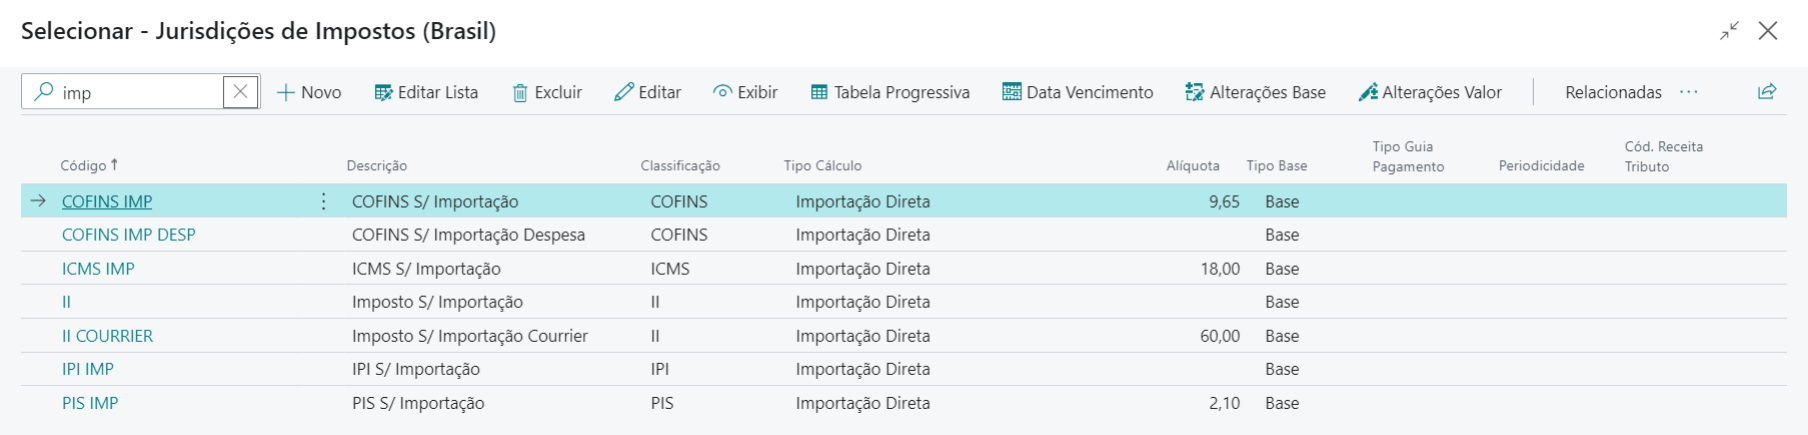 Selecionar - Jurisdições de Impostos (Brasil)
imp Novo Editar Lista Excluir Editar Exibir Tabela Progressiva Data Vencimento Alterações Base Alterações Valor Relacionadas ...
Código ↑ Descrição Classificação Tipo Cálculo Alíquota Tipo Base Tipo Guia Pagamento Periodicidade Cód. Receita Tributo
COFINS IMP COFINS S/ Importação COFINS Importação Direta 9,65 Base
COFINS IMP DESP COFINS S/ Importação Despesa COFINS Importação Direta Base
ICMS IMP ICMS S/ Importação ICMS Importação Direta 18,00 Base
II Imposto S/ Importação II Importação Direta Base
II COURRIER Imposto S/ Importação Courrier II Importação Direta 60,00 Base
IPI IMP IPI S/ Importação IPI Importação Direta Base
PIS IMP PIS S/ Importação PIS Importação Direta 2,10 Base